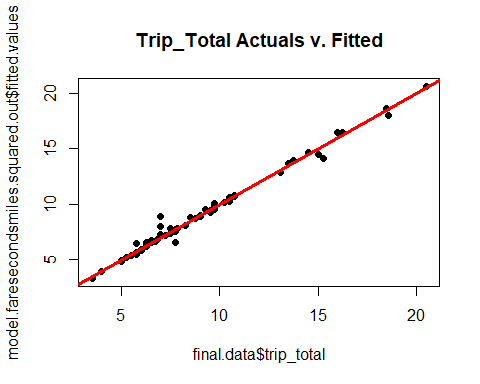 Trip_Total Actuals v. Fitted
model.faresecondsmiles.squared.out$fitted.values
20
15
10
5
5
10
15
20
final.data$trip_total